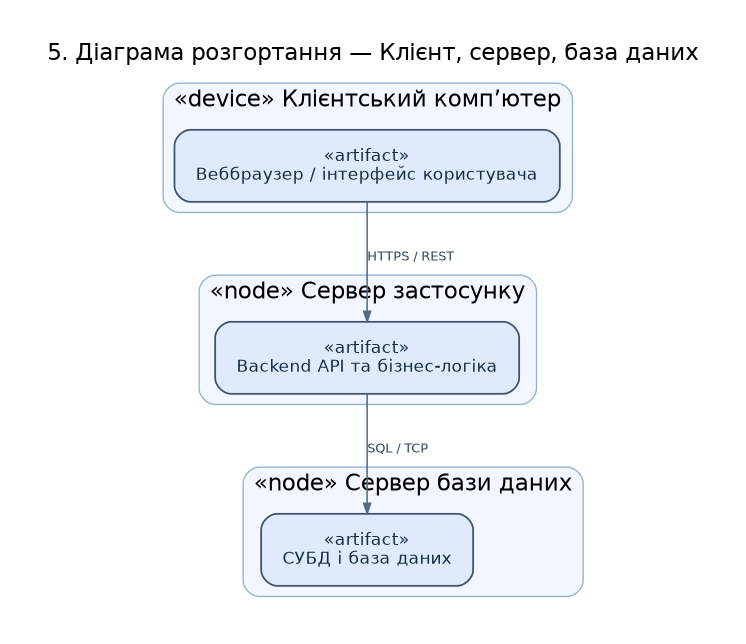 5. Діаграма розгортання — Клієнт, сервер, база даних
«device» Клієнтський комп’ютер
«artifact»
Веббраузер / інтерфейс користувача
HTTPS / REST
«node» Сервер застосунку
«artifact»
Backend API та бізнес-логіка
SQL / TCP
«node» Сервер бази даних
«artifact»
СУБД і база даних